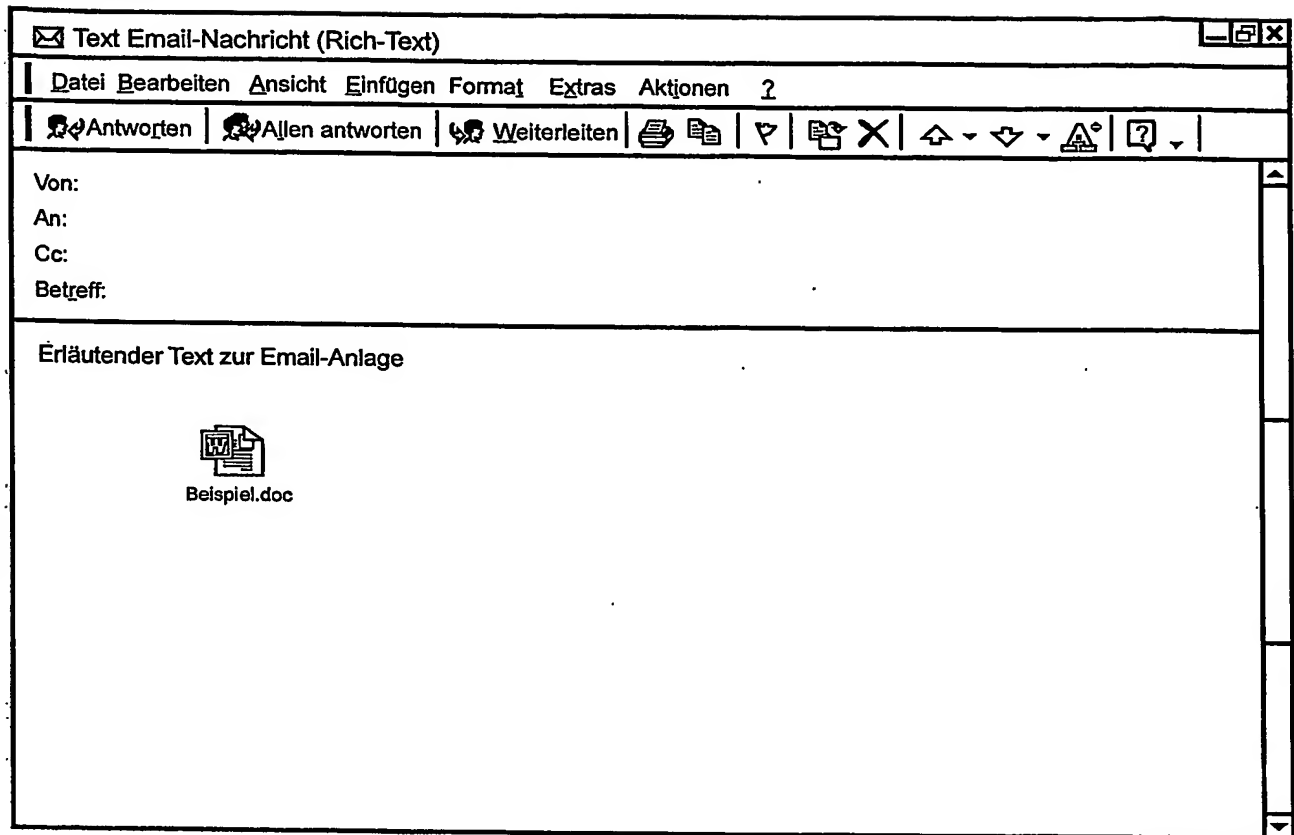 Text Email-Nachricht (Rich-Text)
Datei Bearbeiten Ansicht Einfügen Format Extras Aktionen ?
Antworten Allen antworten Weiterleiten
Von:
An:
Cc:
Betreff:
Erläutender Text zur Email-Anlage
Beispiel.doc